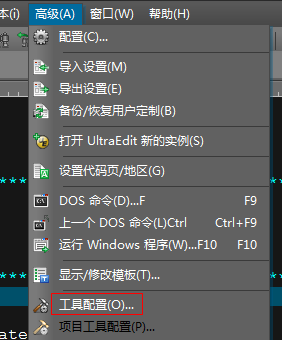 本(i) 高级(A) 窗口(W) 帮助(H)
配置(C)...
导入设置(M)
导出设置(E)
备份/恢复用户定制(B)
打开 UltraEdit 新的实例(S)
设置代码页/地区(G)
DOS 命令(D)...F F9
上一个 DOS 命令(L)Ctrl Ctrl+F9
运行 Windows 程序(W)...F10 F10
显示/修改模板(T)...
工具配置(O)...
项目工具配置(P)...
ate